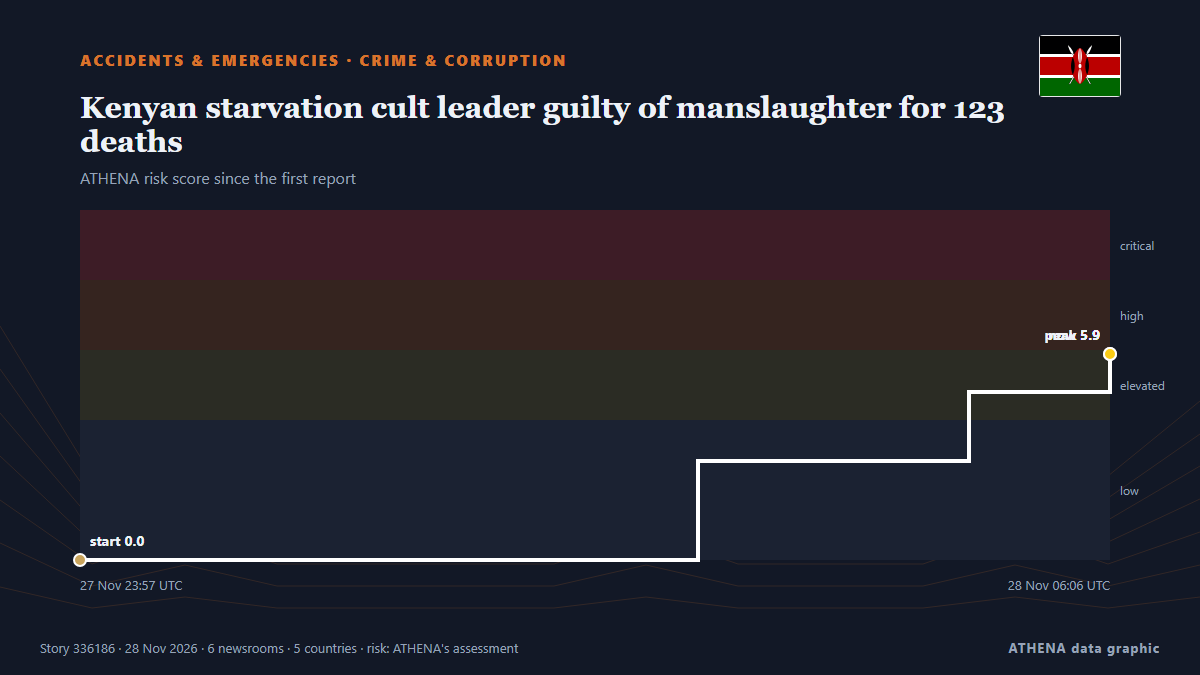 ACCIDENTS & EMERGENCIES · CRIME & CORRUPTION
Kenyan starvation cult leader guilty of manslaughter for 123
deaths
ATHENA risk score since the first report
critical
high
peak 5.9
elevated
low
start 0.0
27 Nov 23:57 UTC
28 Nov 06:06 UTC
Story 336186 · 28 Nov 2026 · 6 newsrooms · 5 countries · risk: ATHENA's assessment
ATHENA data graphic